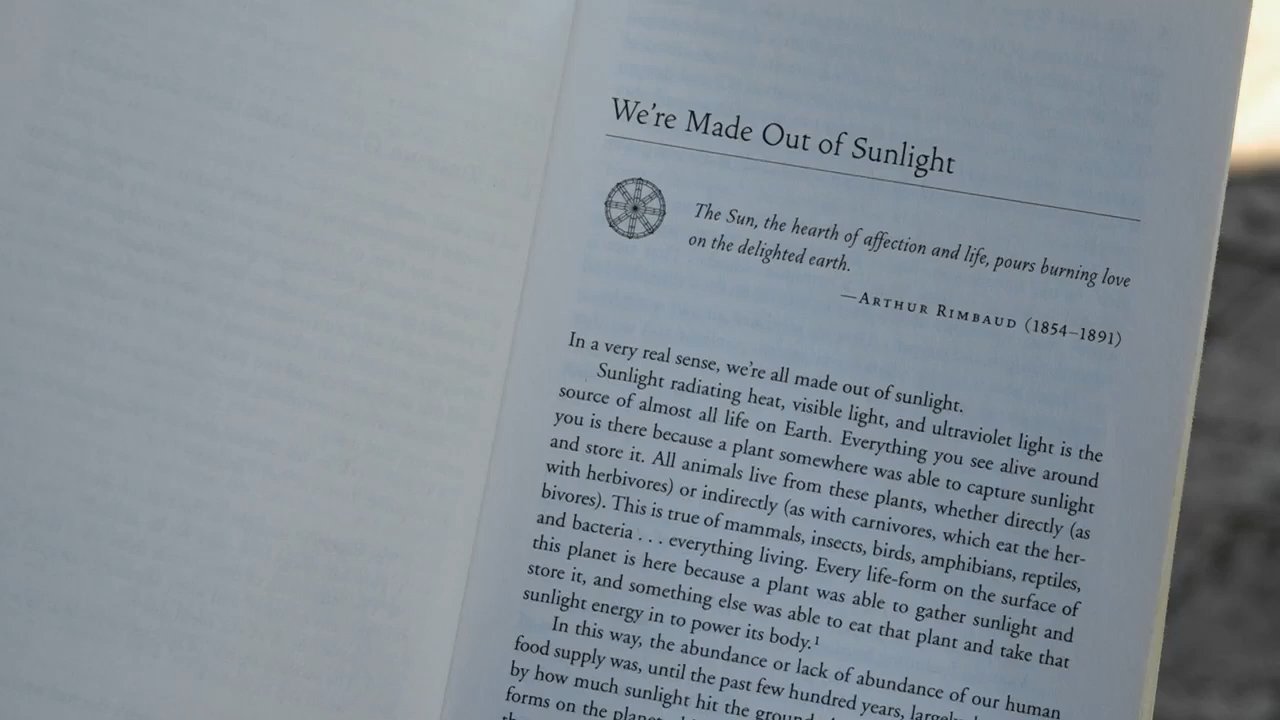 We're Made Out of Sunlight
The Sun, the hearth of affection and life, pours burning love
on the delighted earth.
—ARTHUR RIMBAUD (1854–1891)
In a very real sense, we're all made out of sunlight.
Sunlight radiating heat, visible light, and ultraviolet light is the
source of almost all life on Earth. Everything you see alive around
you is there because a plant somewhere was able to capture sunlight
and store it. All animals live from these plants, whether directly (as
with herbivores) or indirectly (as with carnivores, which eat the her-
bivores). This is true of mammals, insects, birds, amphibians, reptiles,
and bacteria . . . everything living. Every life-form on the surface of
this planet is here because a plant was able to gather sunlight and
store it, and something else was able to eat that plant and take that
sunlight energy in to power its body.¹
In this way, the abundance or lack of abundance of our human
food supply was, until the past few hundred years,
by how much sunlight hit the
forms on the